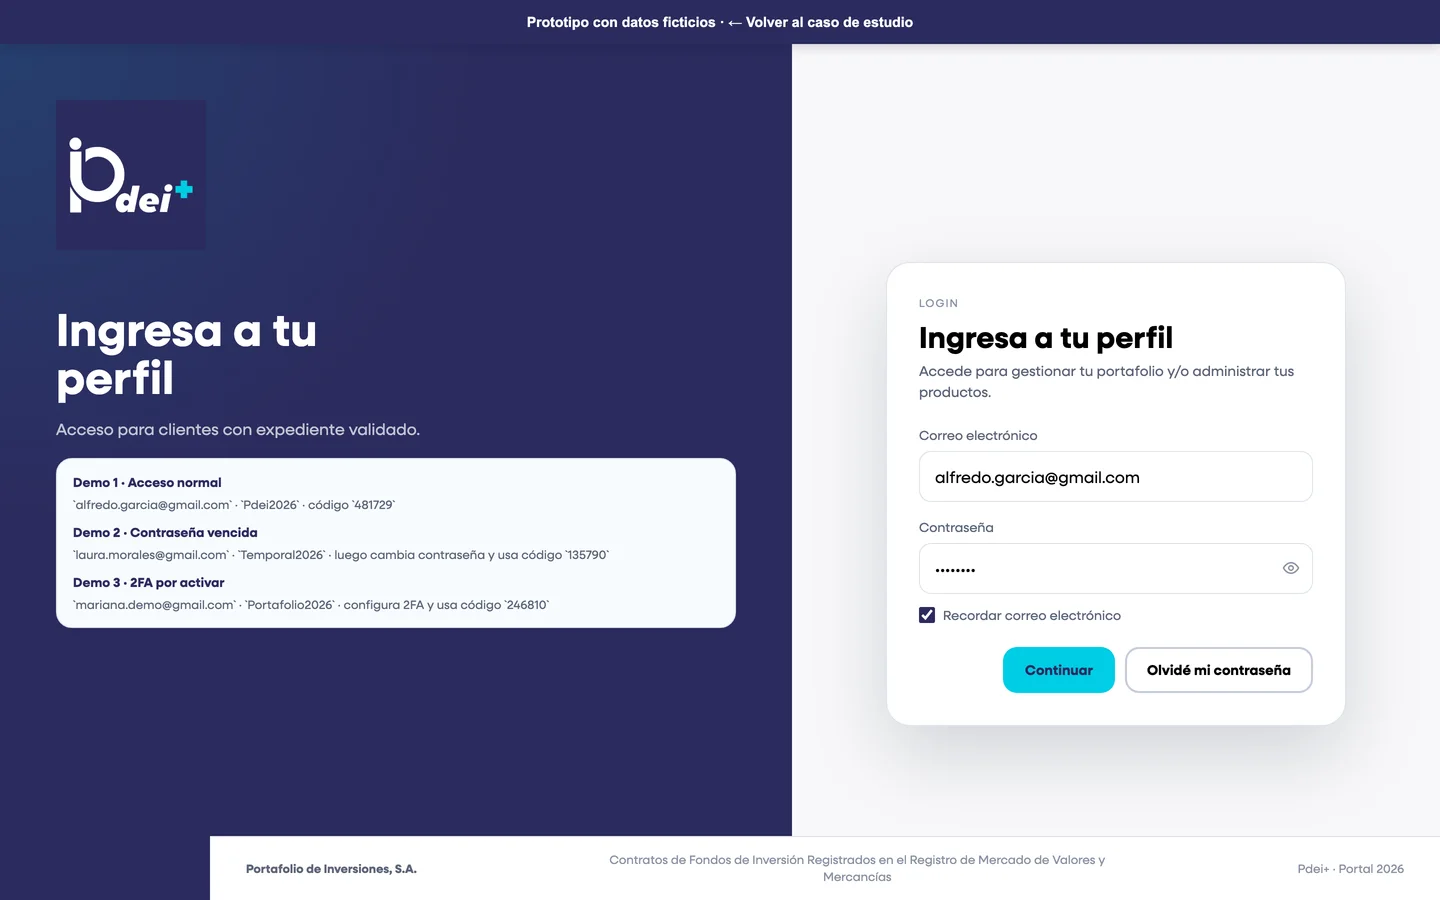 Prototipo con datos ficticios · ← Volver al caso de estudio
pdei+
Ingresa a tu
perfil
Acceso para clientes con expediente validado.
Demo 1 · Acceso normal
`alfredo.garcia@gmail.com` · `Pdei2026` · código `481729`
Demo 2 · Contraseña vencida
`laura.morales@gmail.com` · `Temporal2026` · luego cambia contraseña y usa código `135790`
Demo 3 · 2FA por activar
`mariana.demo@gmail.com` · `Portafolio2026` · configura 2FA y usa código `246810`
LOGIN
Ingresa a tu perfil
Accede para gestionar tu portafolio y/o administrar tus
productos.
Correo electrónico
alfredo.garcia@gmail.com
Contraseña
••••••••
Recordar correo electrónico
Continuar
Olvidé mi contraseña
Portafolio de Inversiones, S.A.
Contratos de Fondos de Inversión Registrados en el Registro de Mercado de Valores y
Mercancías
Pdei+ · Portal 2026